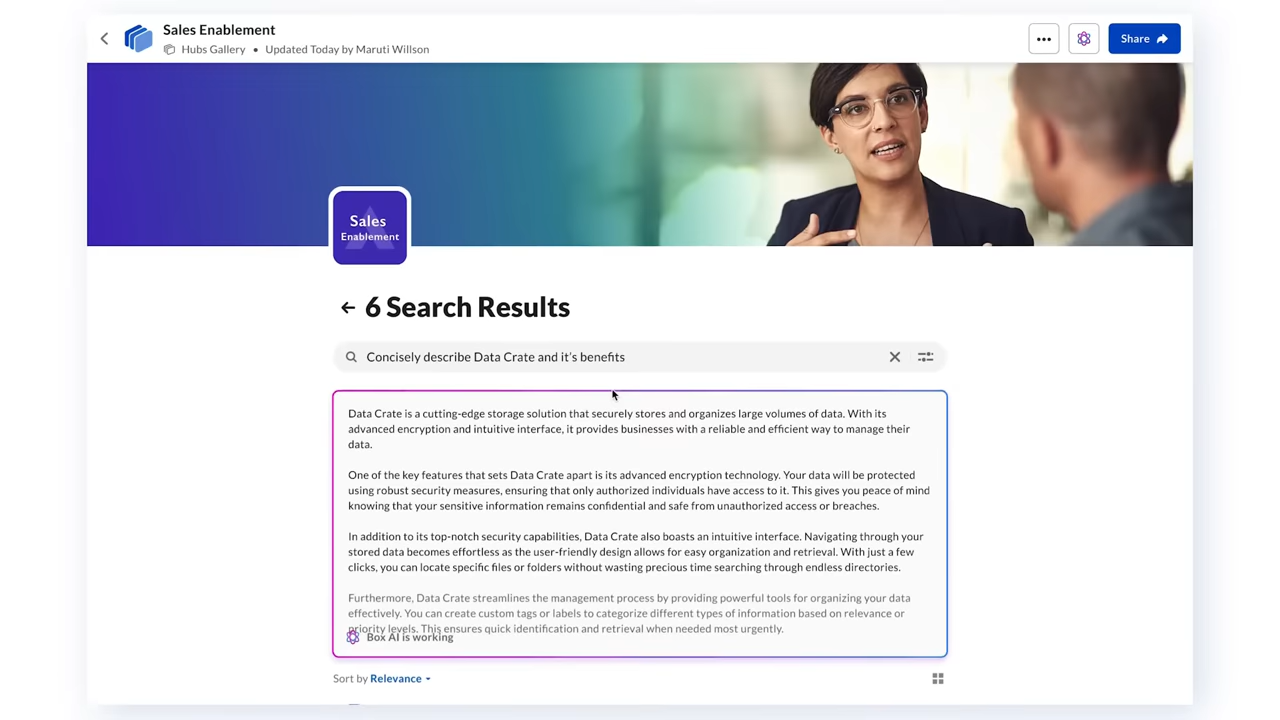 Sales Enablement
Hubs Gallery • Updated Today by Maruti Willson
Share
Sales
Enablement
6 Search Results
Concisely describe Data Crate and it's benefits
Data Crate is a cutting-edge storage solution that securely stores and organizes large volumes of data. With its
advanced encryption and intuitive interface, it provides businesses with a reliable and efficient way to manage their
data.
One of the key features that sets Data Crate apart is its advanced encryption technology. Your data will be protected
using robust security measures, ensuring that only authorized individuals have access to it. This gives you peace of mind
knowing that your sensitive information remains confidential and safe from unauthorized access or breaches.
In addition to its top-notch security capabilities, Data Crate also boasts an intuitive interface. Navigating through your
stored data becomes effortless as the user-friendly design allows for easy organization and retrieval. With just a few
clicks, you can locate specific files or folders without wasting precious time searching through endless directories.
Furthermore, Data Crate streamlines the management process by providing powerful tools for organizing your data
effectively. You can create custom tags or labels to categorize different types of information based on relevance or
priority levels. This ensures quick identification and retrieval when needed most urgently.
Box AI is working
Sort by Relevance